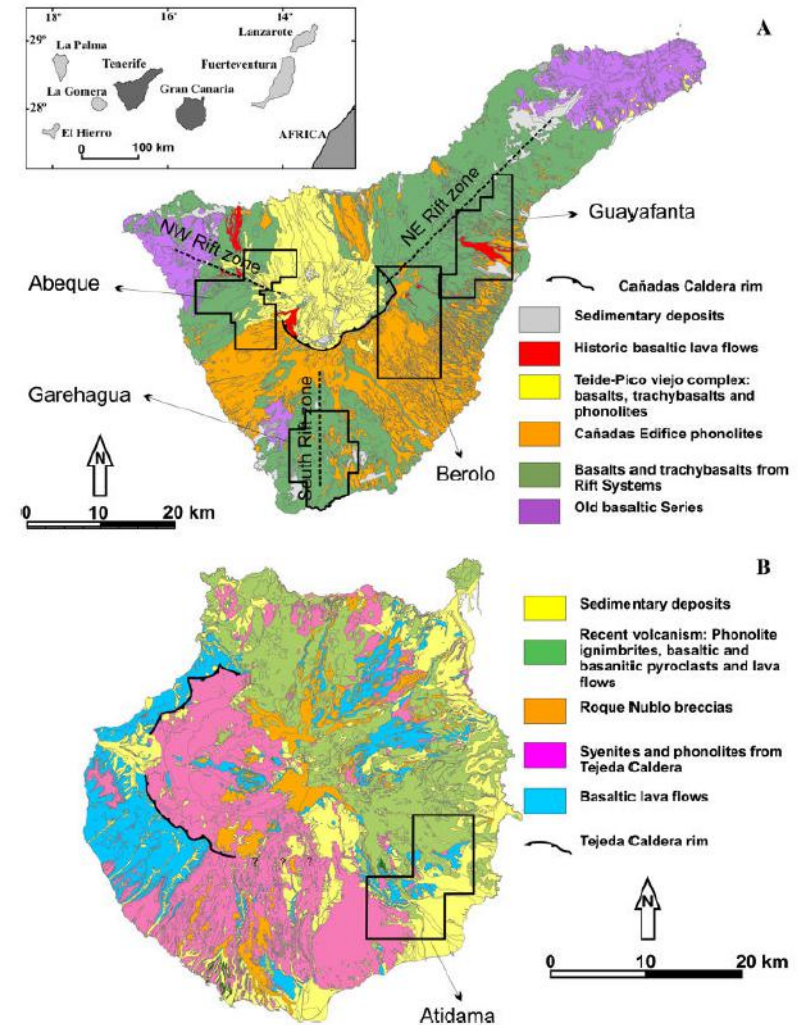 A
18°
16°
14°
29°
28°
Lanzarote
La Palma
Tenerife
Fuerteventura
La Gomera
Gran Canaria
El Hierro
AFRICA
0 100 km
NW Rift zone
NE Rift zone
South Rift zone
Guayafanta
Abeque
Garehagua
Berolo
Cañadas Caldera rim
Sedimentary deposits
Historic basaltic lava flows
Teide-Pico viejo complex:
basalts, trachybasalts and
phonolites
Cañadas Edifice phonolites
Basalts and trachybasalts from
Rift Systems
Old basaltic Series
N
0 10 20 km
B
Sedimentary deposits
Recent volcanism: Phonolite
ignimbrites, basaltic and
basanitic pyroclasts and lava
flows
Roque Nublo breccias
Syenites and phonolites from
Tejeda Caldera
Basaltic lava flows
Tejeda Caldera rim
? ? ?
N
0 10 20 km
Atidama